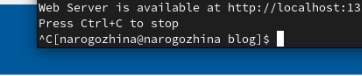 Web Server is available at http://localhost:13
Press Ctrl+C to stop
^C[narogozhina@narogozhina blog]$